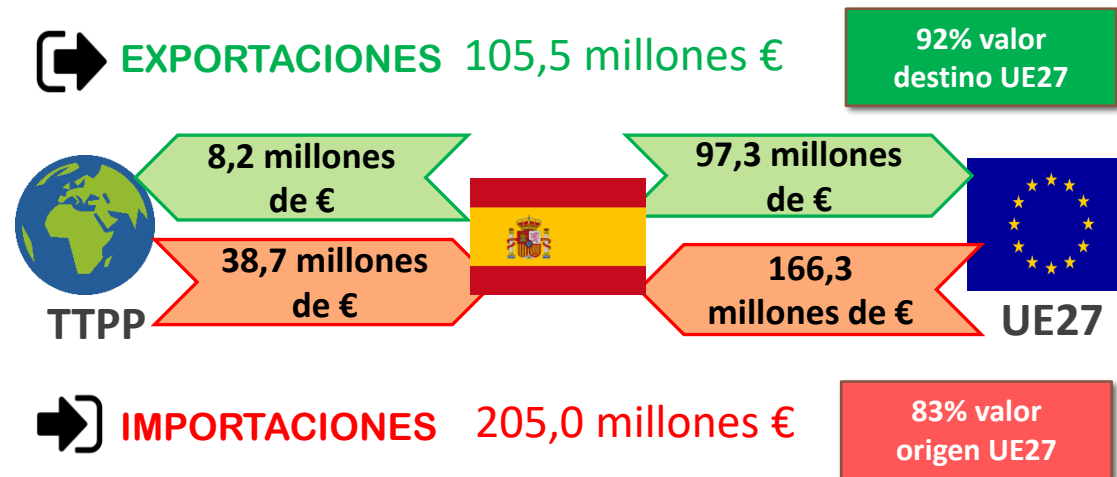 EXPORTACIONES 105,5 millones €
92% valor
destino UE27
8,2 millones
de €
97,3 millones
de €
38,7 millones
de €
166,3
millones de €
TTPP
UE27
IMPORTACIONES 205,0 millones €
83% valor
origen UE27